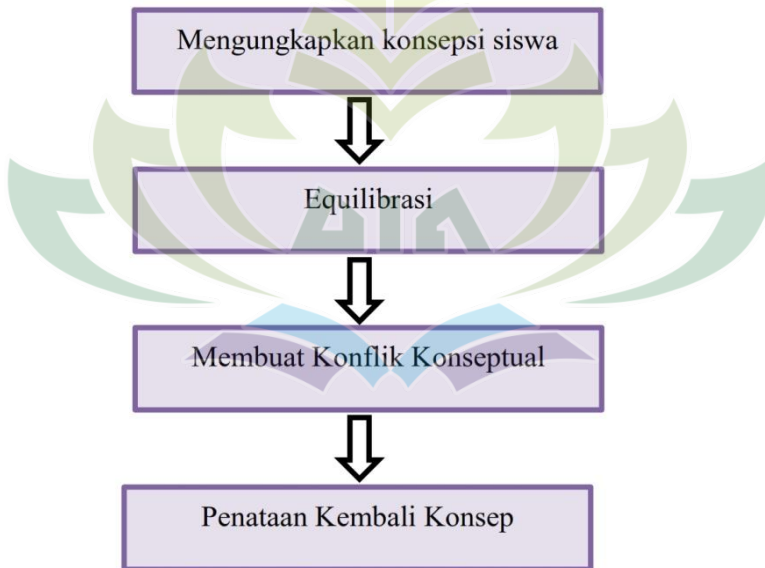 Mengungkapkan konsepsi siswa
Equilibrasi
Membuat Konflik Konseptual
Penataan Kembali Konsep